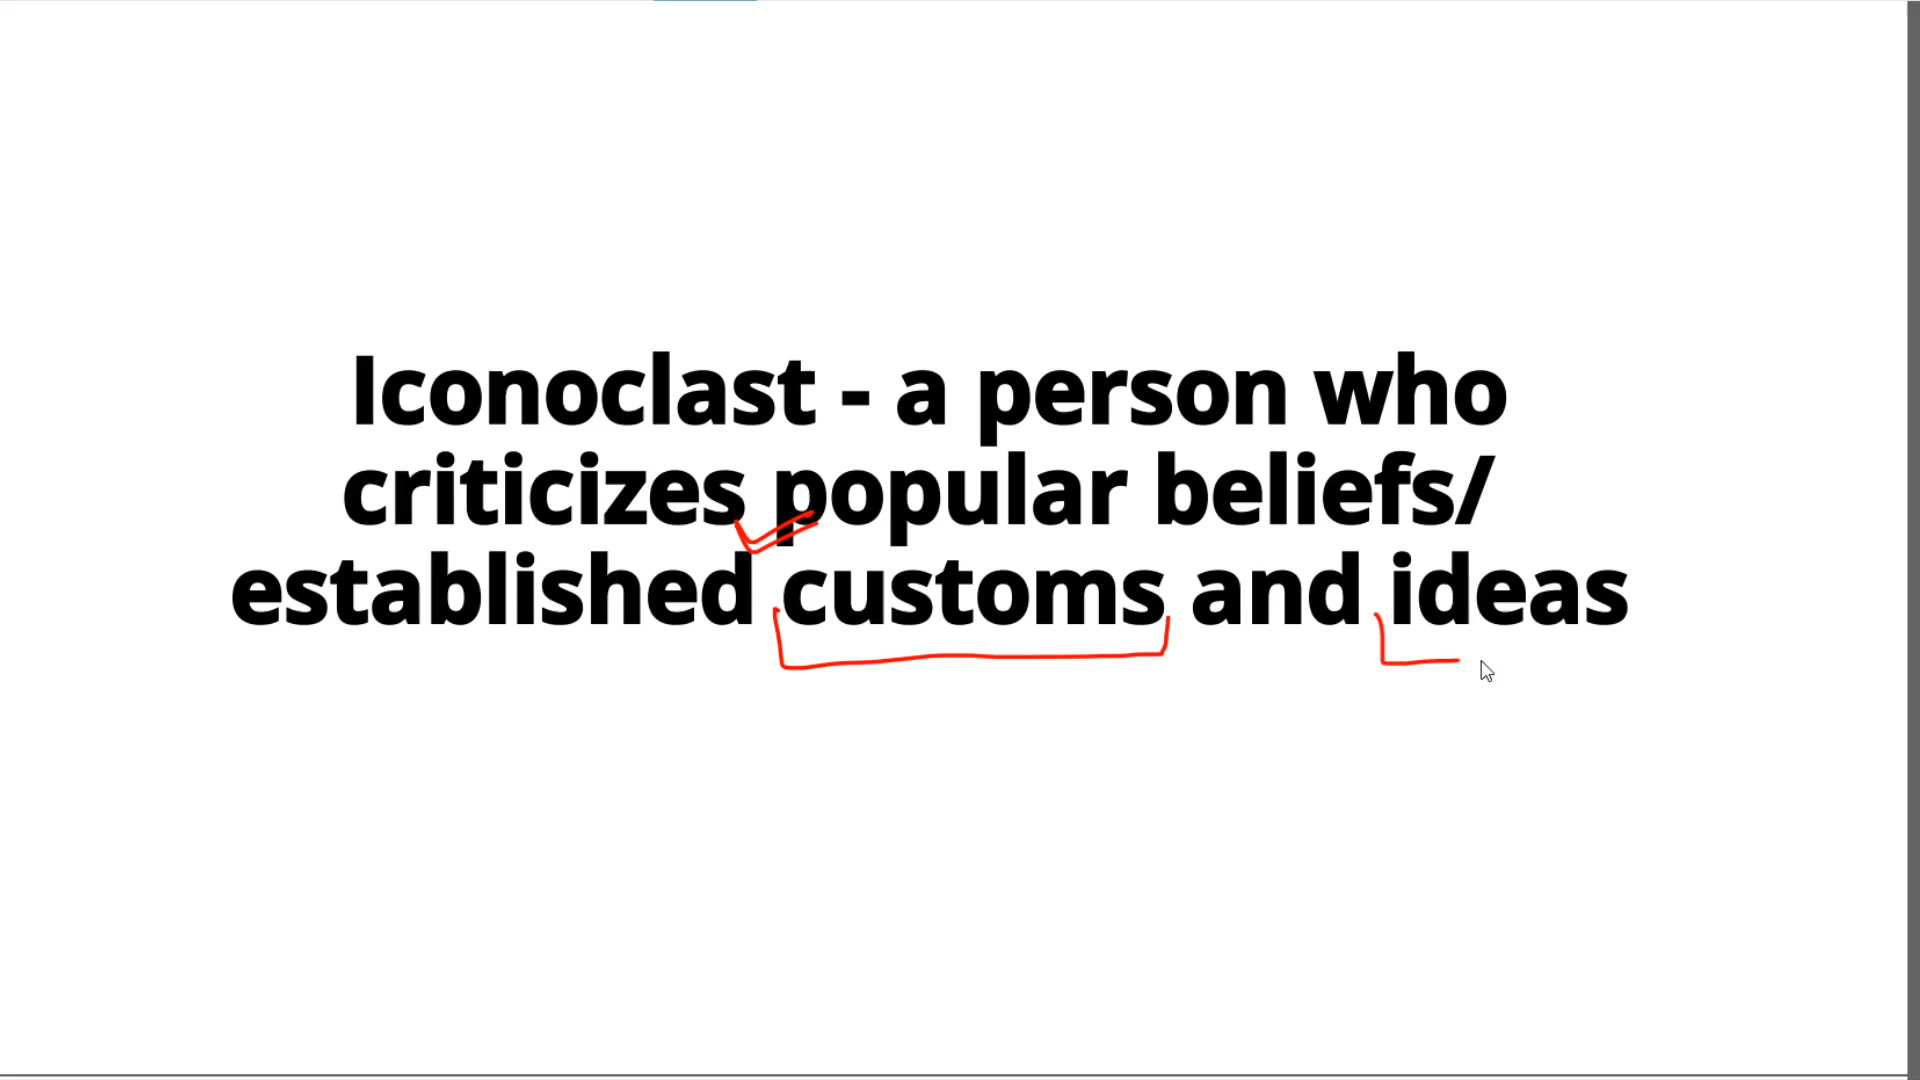 Iconoclast - a person who
criticizes popular beliefs/
established customs and ideas